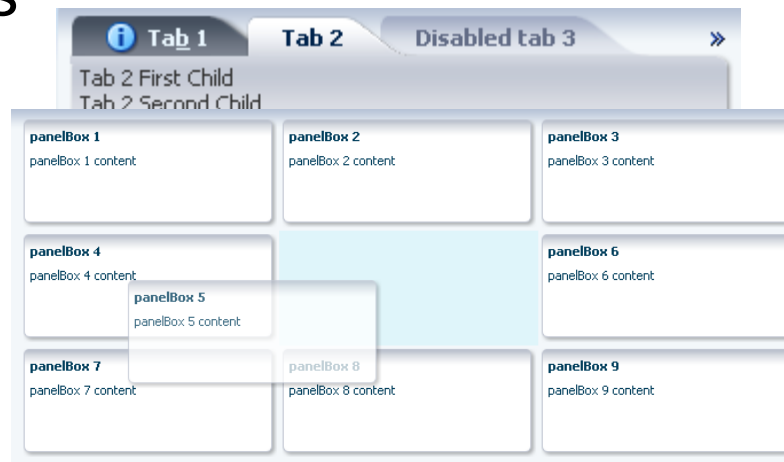 s
Tab 1 Tab 2 Disabled tab 3 »
Tab 2 First Child
Tab 2 Second Child
panelBox 1 panelBox 2 panelBox 3
panelBox 1 content panelBox 2 content panelBox 3 content
panelBox 4 panelBox 6
panelBox 4 content panelBox 6 content
panelBox 5
panelBox 5 content
panelBox 7 panelBox 8 panelBox 9
panelBox 7 content panelBox 8 content panelBox 9 content